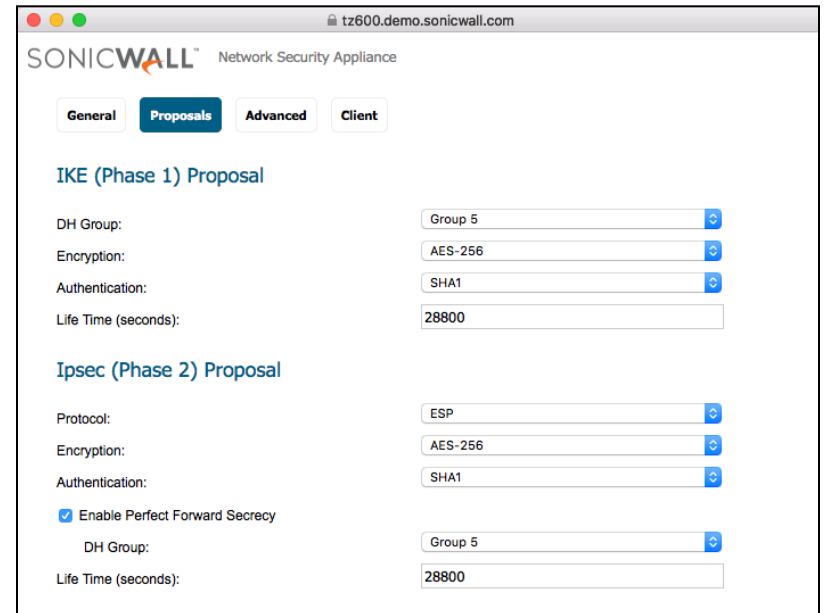 tz600.demo.sonicwall.com
SONICWALL™ Network Security Appliance
General Proposals Advanced Client
IKE (Phase 1) Proposal
DH Group: Group 5
Encryption: AES-256
Authentication: SHA1
Life Time (seconds): 28800
Ipsec (Phase 2) Proposal
Protocol: ESP
Encryption: AES-256
Authentication: SHA1
Enable Perfect Forward Secrecy
DH Group: Group 5
Life Time (seconds): 28800